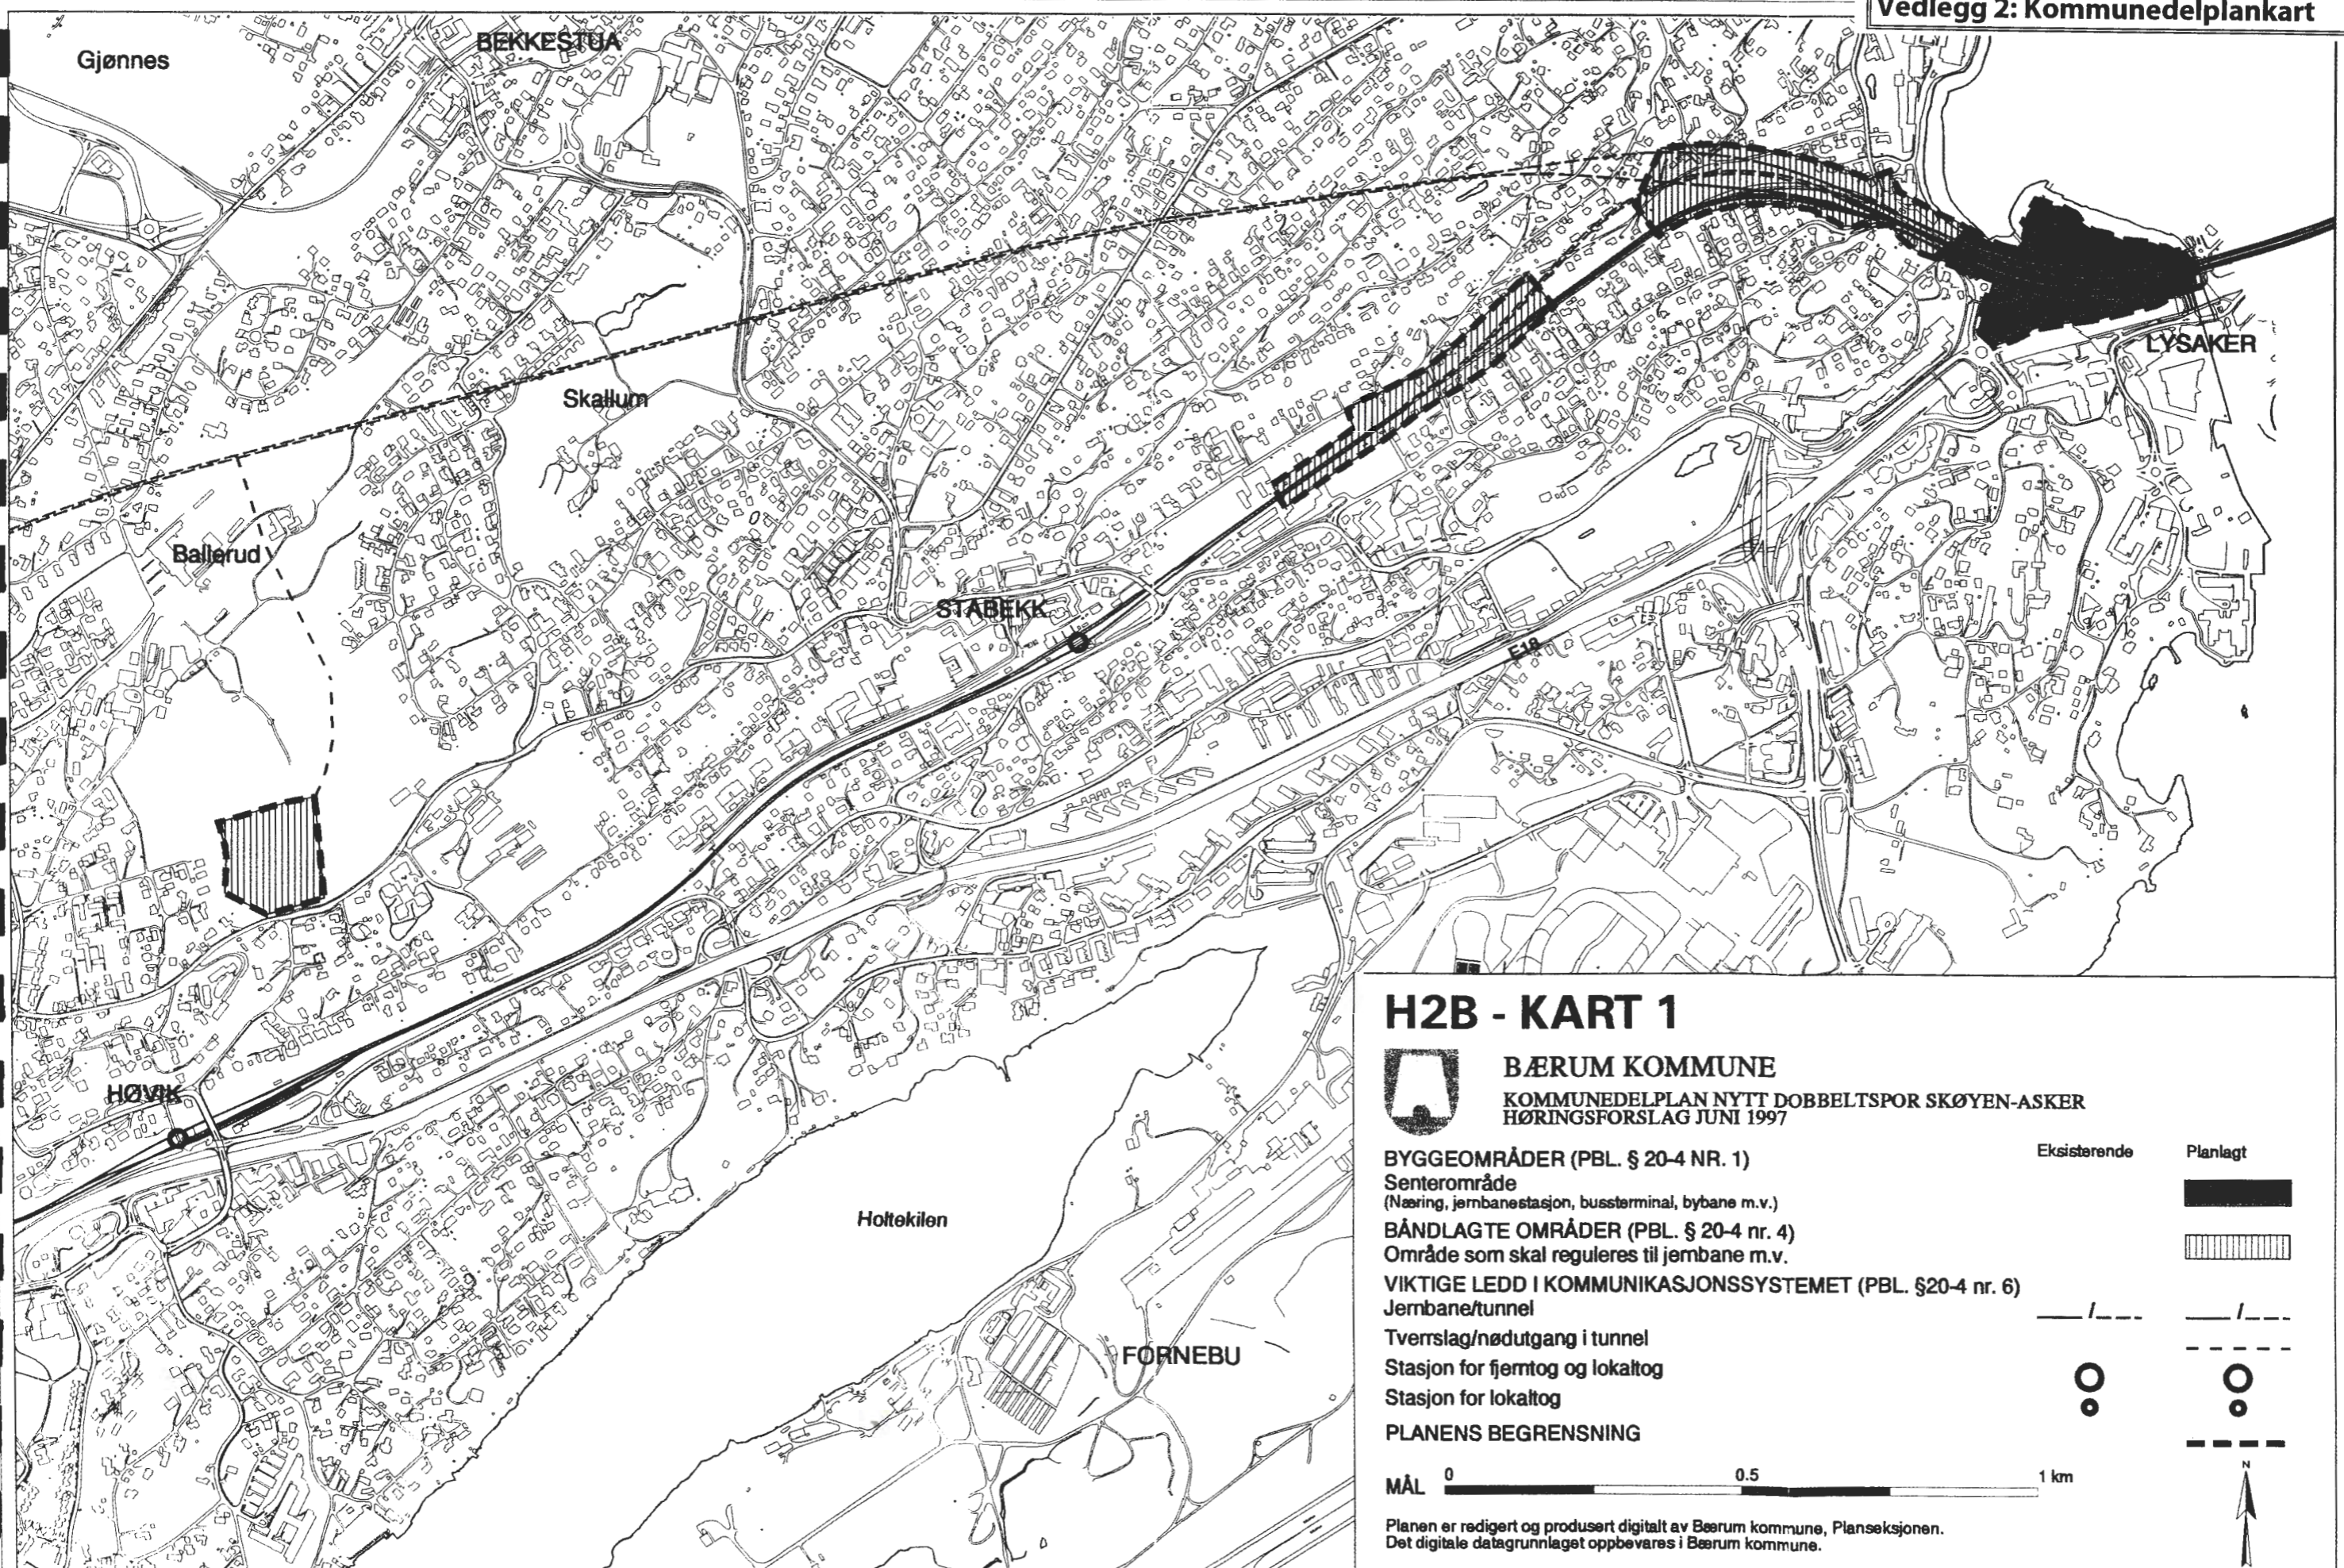 Vedlegg 2: Kommunedelplankart
Gjønnes
BEKKESTUA
LYSAKER
Skallum
Ballerud
STABEKK
E18
HØVIK
Holtekilen
FORNEBU
H2B - KART 1
BÆRUM KOMMUNE
KOMMUNEDELPLAN NYTT DOBBELTSPOR SKØYEN-ASKER
HØRINGSFORSLAG JUNI 1997
Eksisterende Planlagt
BYGGEOMRÅDER (PBL. § 20-4 NR. 1)
Senterområde
(Næring, jernbanestasjon, bussterminal, bybane m.v.)
BÅNDLAGTE OMRÅDER (PBL. § 20-4 nr. 4)
Område som skal reguleres til jernbane m.v.
VIKTIGE LEDD I KOMMUNIKASJONSSYSTEMET (PBL. §20-4 nr. 6)
Jernbane/tunnel
Tverrslag/nødutgang i tunnel
Stasjon for fjerntog og lokaltog
Stasjon for lokaltog
PLANENS BEGRENSNING
N
MÅL 0 0.5 1 km
Planen er redigert og produsert digitalt av Bærum kommune, Planseksjonen.
Det digitale datagrunnlaget oppbevares i Bærum kommune.